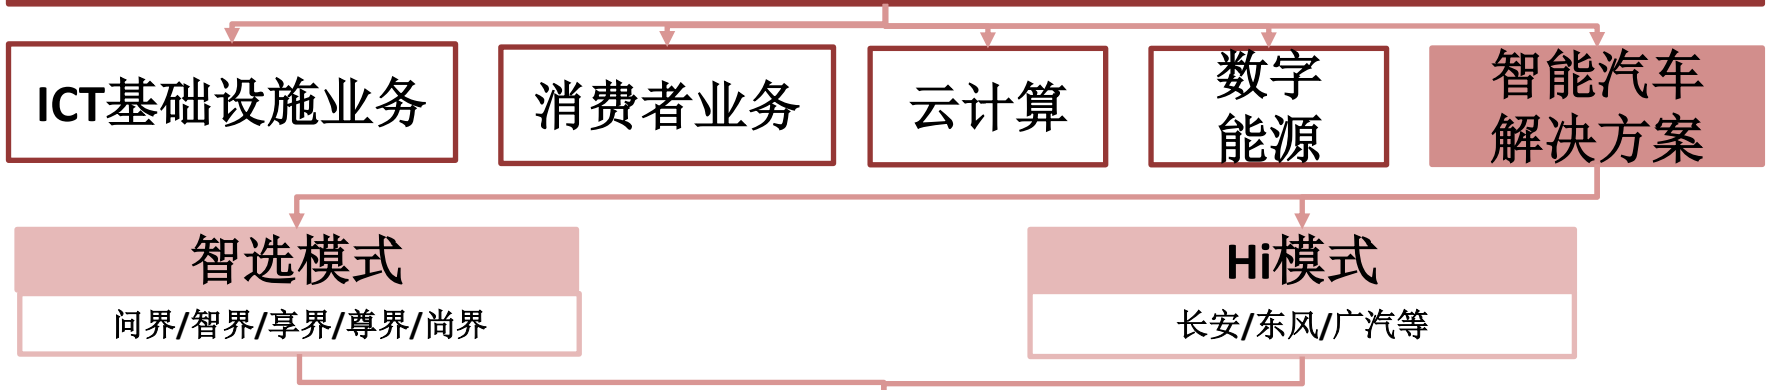 ICT基础设施业务
消费者业务
云计算
数字
能源
智能汽车
解决方案
智选模式
问界/智界/享界/尊界/尚界
Hi模式
长安/东风/广汽等